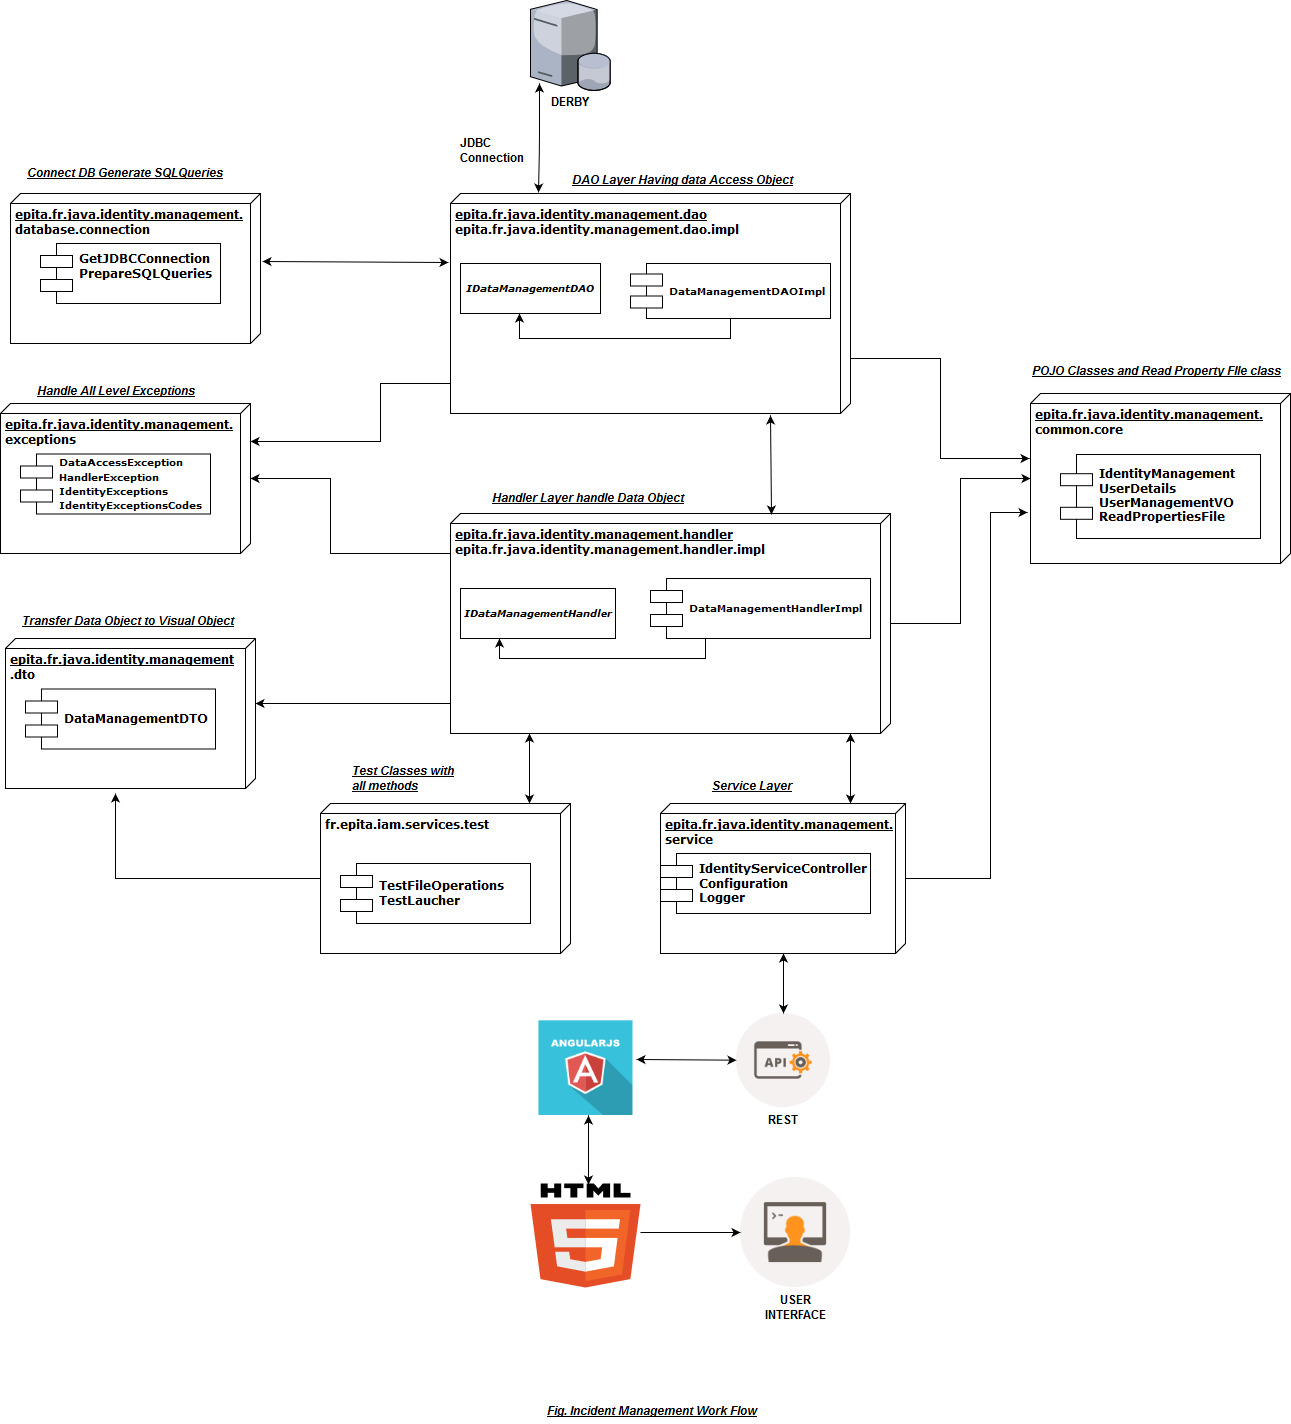 DERBY
JDBC
Connection
Connect DB Generate SQLQueries
epita.fr.java.identity.management.
database.connection
GetJDBCConnection
PrepareSQLQueries
DAO Layer Having data Access Object
epita.fr.java.identity.management.dao
epita.fr.java.identity.management.dao.impl
IDataManagementDAO
DataManagementDAOImpl
Handle All Level Exceptions
epita.fr.java.identity.management.
exceptions
DataAccessException
HandlerException
IdentityExceptions
IdentityExceptionsCodes
POJO Classes and Read Property FIle class
epita.fr.java.identity.management.
common.core
IdentityManagement
UserDetails
UserManagementVO
ReadPropertiesFile
Handler Layer handle Data Object
epita.fr.java.identity.management.handler
epita.fr.java.identity.management.handler.impl
IDataManagementHandler
DataManagementHandlerImpl
Transfer Data Object to Visual Object
epita.fr.java.identity.management
.dto
DataManagementDTO
Test Classes with
all methods
fr.epita.iam.services.test
TestFileOperations
TestLaucher
Service Layer
epita.fr.java.identity.management.
service
IdentityServiceController
Configuration
Logger
ANGULARJS
A
API
REST
HTML
5
USER
INTERFACE
Fig. Incident Management Work Flow